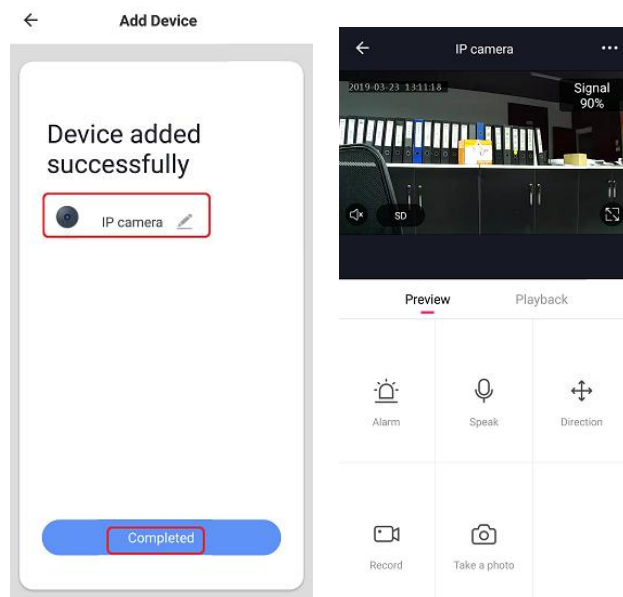 Add Device
Device added
successfully
IP camera
Completed
IP camera
2019-03-23 13:11:18
Signal
90%
SD
Preview
Playback
Alarm
Speak
Direction
Record
Take a photo